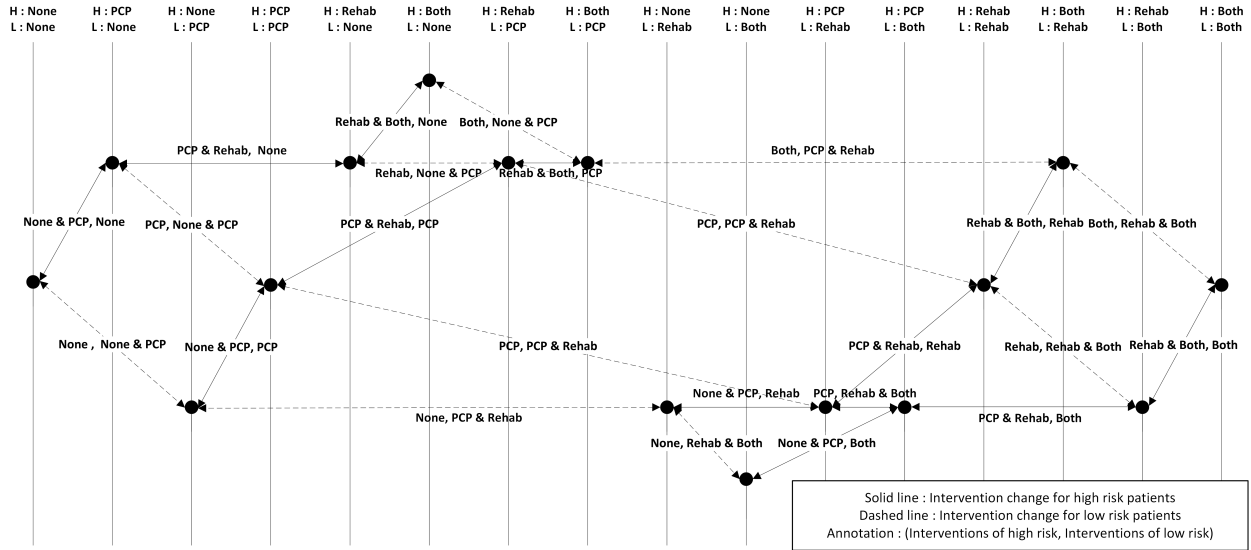 H : None H : PCP H : None H : PCP H : Rehab H : Both H : Rehab H : Both H : None H : None H : PCP H : PCP H : Rehab H : Both H : Rehab H : Both
L : None L : None L : PCP L : PCP L : None L : None L : PCP L : PCP L : Rehab L : Both L : Rehab L : Both L : Rehab L : Rehab L : Both L : Both
Rehab & Both, None Both, None & PCP
PCP & Rehab, None Both, PCP & Rehab
Rehab, None & PCP Rehab & Both, PCP
None & PCP, None PCP, None & PCP PCP & Rehab, PCP PCP, PCP & Rehab Rehab & Both, Rehab Both, Rehab & Both
None , None & PCP None & PCP, PCP PCP, PCP & Rehab PCP & Rehab, Rehab Rehab, Rehab & Both Rehab & Both, Both
None & PCP, Rehab PCP, Rehab & Both
None, PCP & Rehab PCP & Rehab, Both
None, Rehab & Both None & PCP, Both
Solid line : Intervention change for high risk patients
Dashed line : Intervention change for low risk patients
Annotation : (Interventions of high risk, Interventions of low risk)